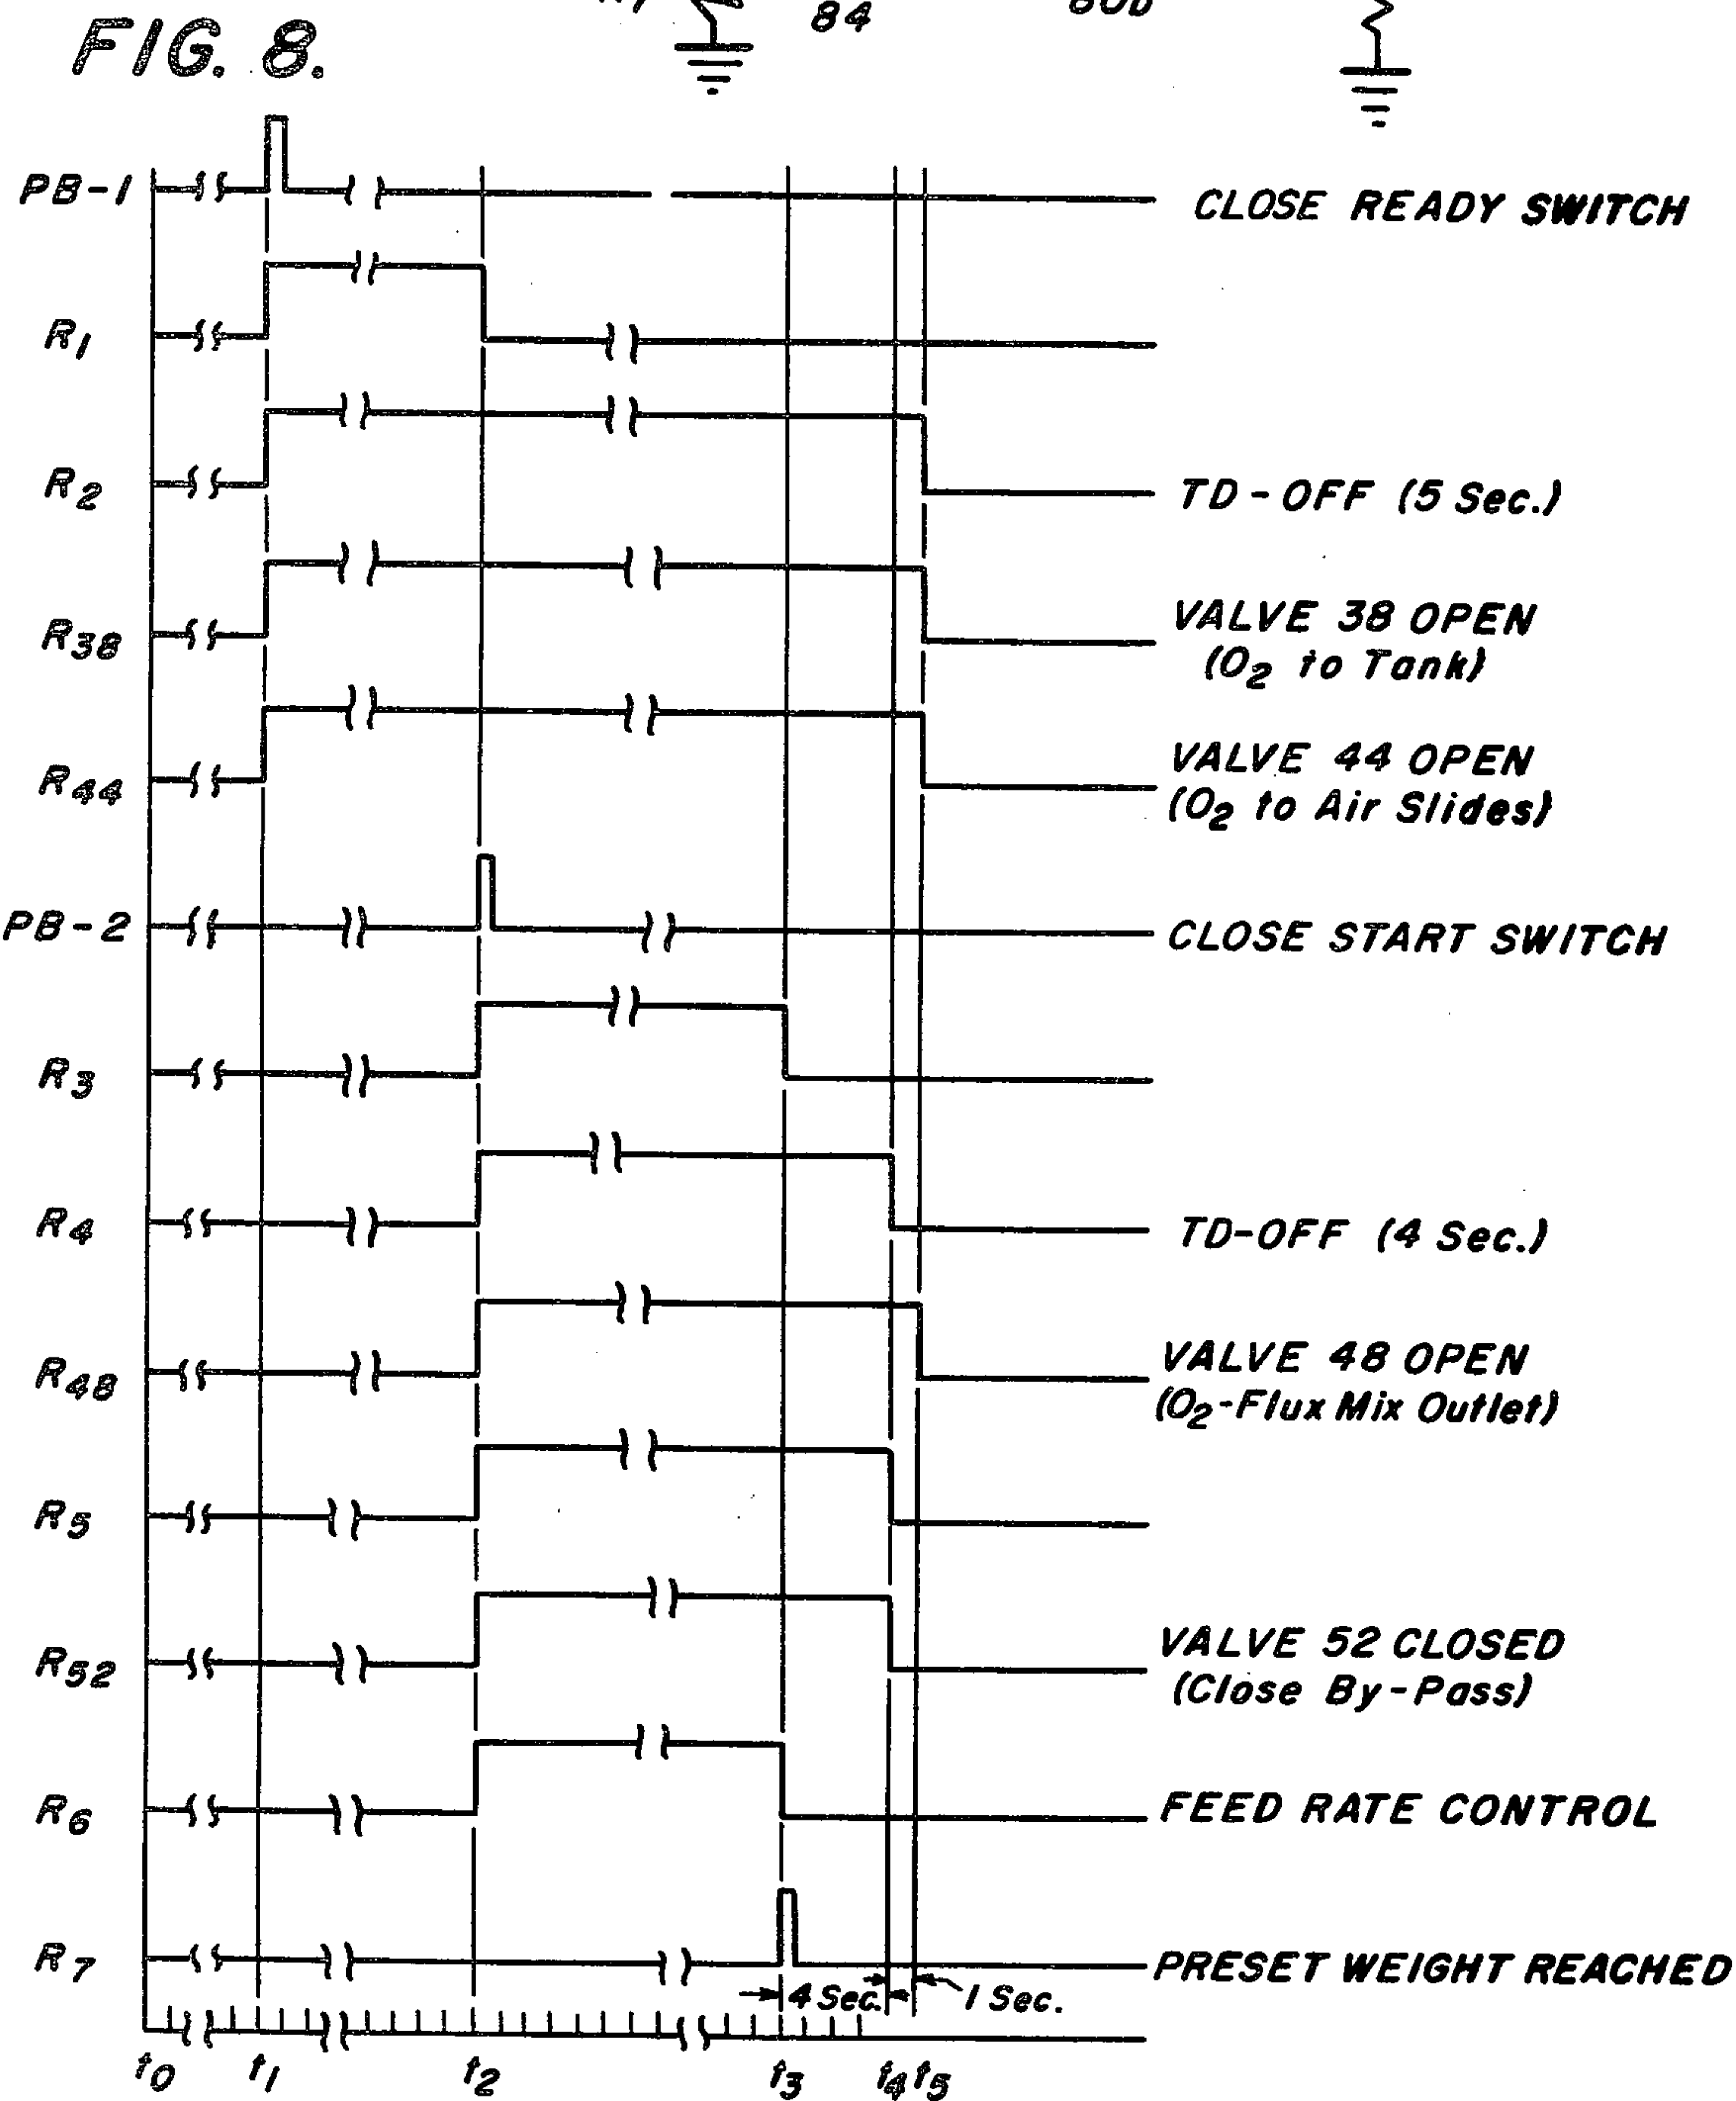 84
80b
FIG. 8.
PB-1
CLOSE READY SWITCH
R1
R2
TD-OFF (5 Sec.)
R38
VALVE 38 OPEN
(O2 to Tank)
R44
VALVE 44 OPEN
(O2 to Air Slides)
PB-2
CLOSE START SWITCH
R3
R4
TD-OFF (4 Sec.)
R48
VALVE 48 OPEN
(O2-Flux Mix Outlet)
R5
R52
VALVE 52 CLOSED
(Close By-Pass)
R6
FEED RATE CONTROL
R7
PRESET WEIGHT REACHED
4 Sec.
1 Sec.
t0 t1 t2 t3 t4 t5